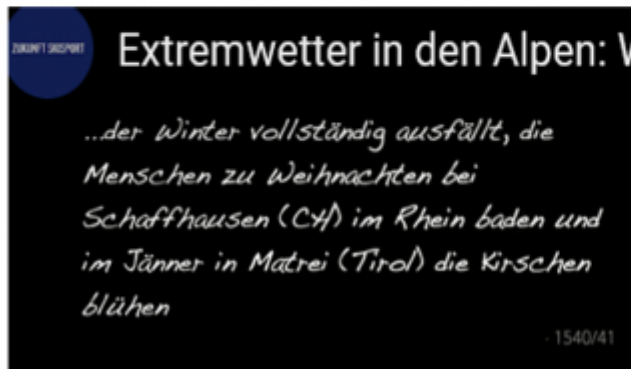 ZUKUNFT SKISPORT
Extremwetter in den Alpen: W
...der Winter vollständig ausfällt, die
Menschen zu Weihnachten bei
Schaffhausen (CH) im Rhein baden und
im Jänner in Matrei (Tirol) die Kirschen
blühen
- 1540/41